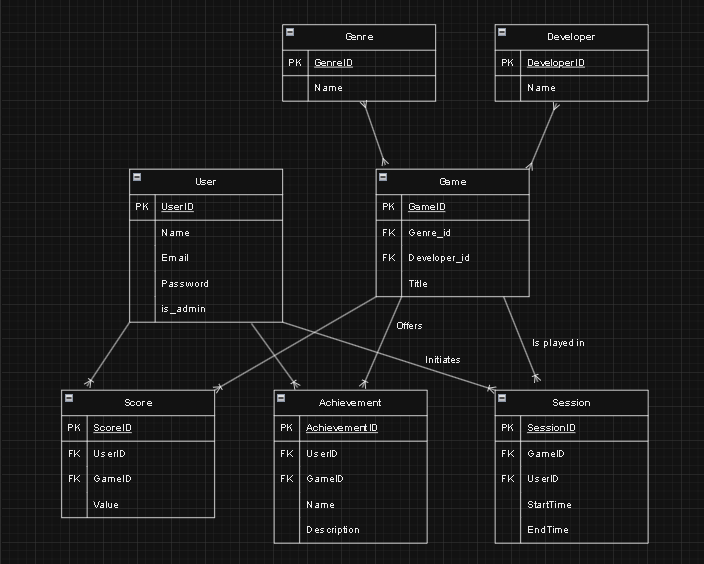 Genre
PK GenreID
Name
Developer
PK DeveloperID
Name
User
PK UserID
Name
Email
Password
is_admin
Game
PK GameID
FK Genre_id
FK Developer_id
Title
Offers
Initiates
Is played in
Score
PK ScoreID
FK UserID
FK GameID
Value
Achievement
PK AchievementID
FK UserID
FK GameID
Name
Description
Session
PK SessionID
FK GameID
FK UserID
StartTime
EndTime